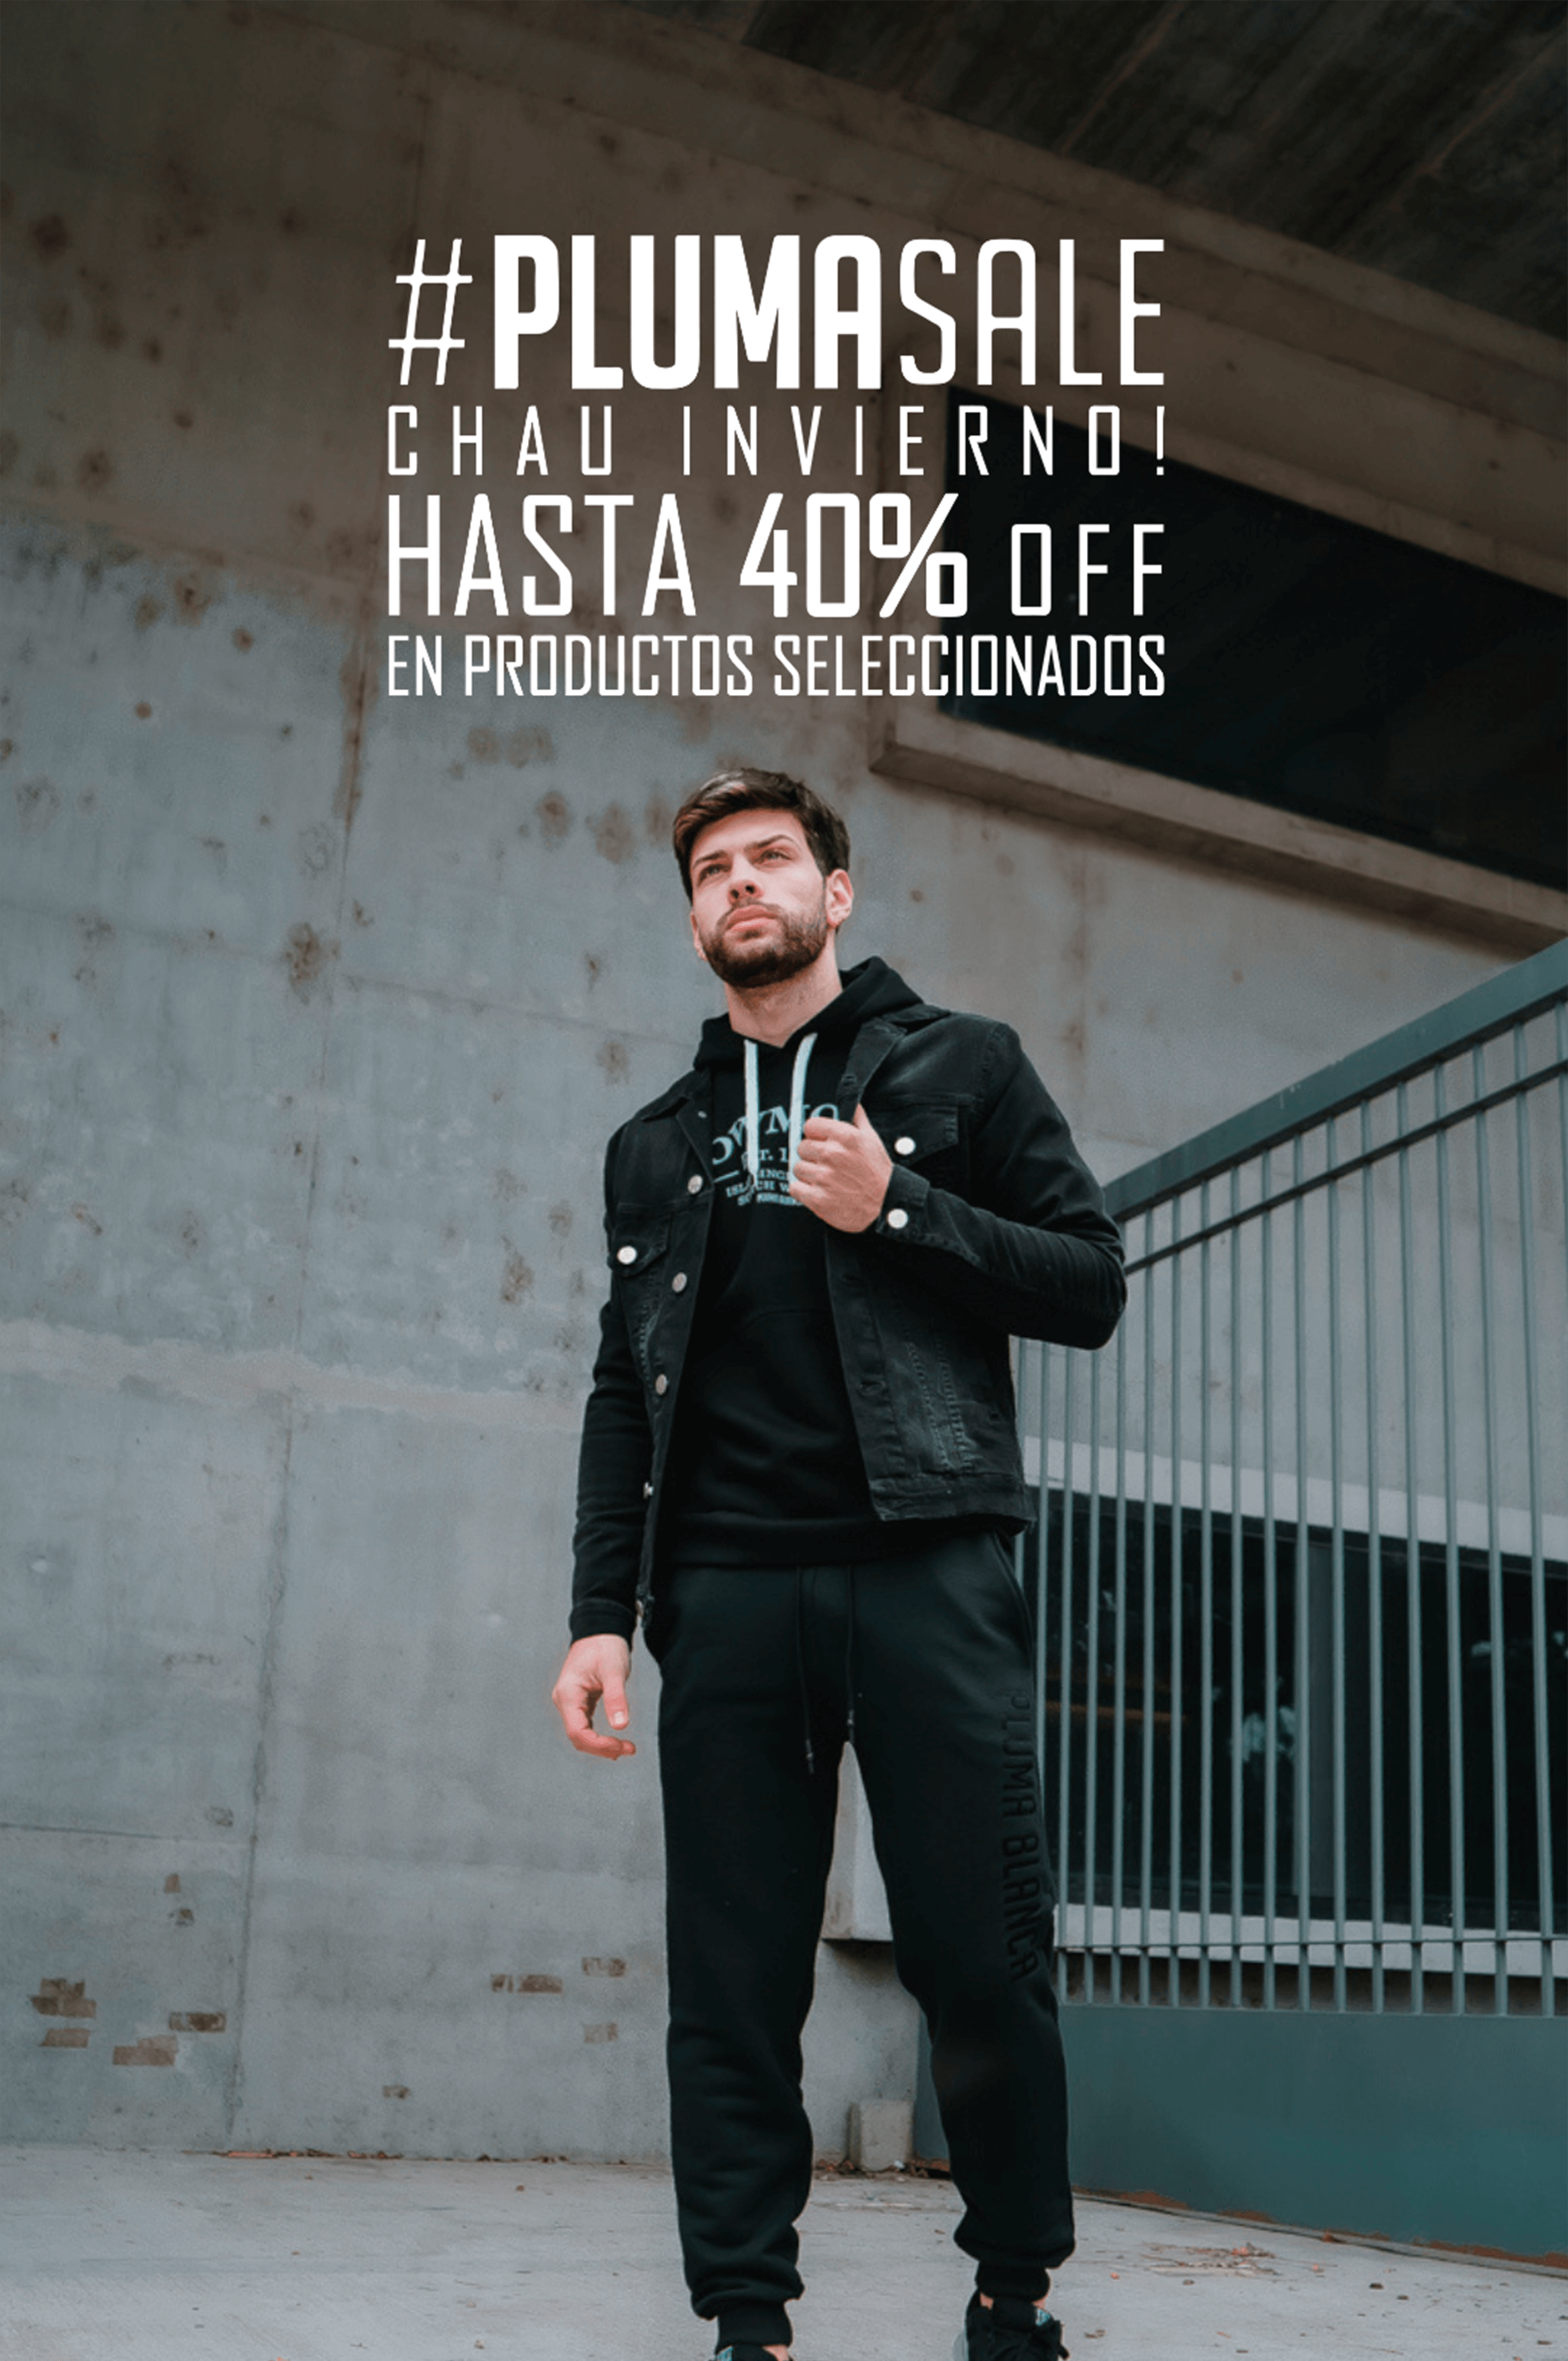 #PLUMASALE
CHAU INVIERNO!
HASTA 40% OFF
EN PRODUCTOS SELECCIONADOS
PLUMA BLANCA